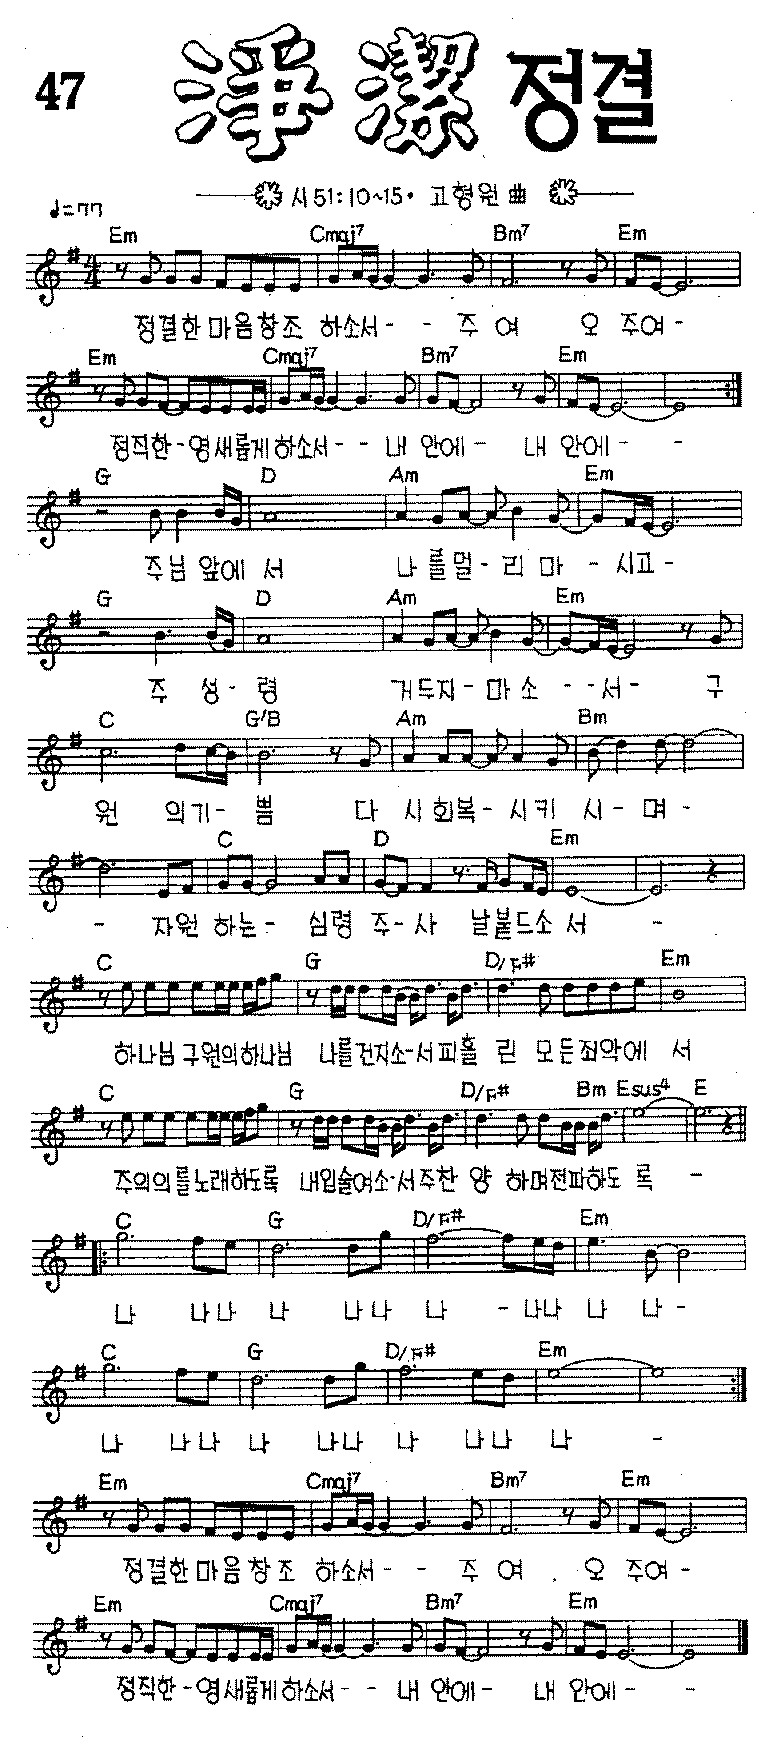 47 淨潔 정결
시51:10~15· 고형원 曲
♩=77
Em Cmaj7 Bm7 Em
정결한 마음창조 하소서- - 주 여 오 주여-
Em Cmaj7 Bm7 Em
정직한-영새롭게하소서- - 내 안에- 내 안에- -
G D Am Em
주님 앞에 서 나 를멀-리 마 -시고-
G D Am Em
주 성-령 거두지-마소 - -서- 구
C G/B Am Bm
원 의기- 쁨 다 시 회복-시키 시- 며-
C D Em
- 자원 하는- 심령 주-사 날붙드소 서 -
C G D/F# Em
하나님 구원의하나님 나를건지소-서피흘 린 모든죄악에 서
C G D/F# Bm Esus4 E
주의의를노래하도록 내입술여소-서주찬 양 하며전파하도 록 -
C G D/F# Em
나 나나 나 나나 나 -나나 나 나-
C G D/F# Em
나 나나 나 나나 나 나나 나 -
Em Cmaj7 Bm7 Em
정결한마음창조 하소서- - 주 여 . 오 주여-
Em Cmaj7 Bm7 Em
정직한-영새롭게하소서- - 내 안에- 내 안에- -